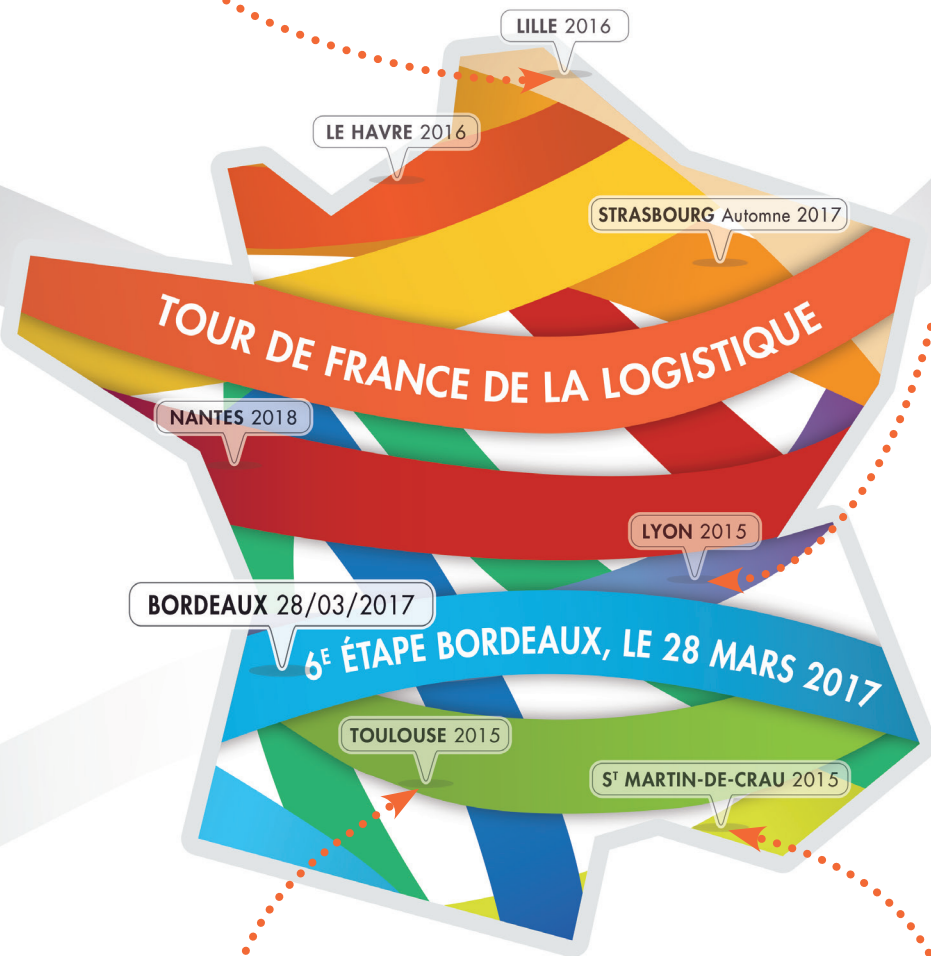 LILLE 2016
LE HAVRE 2016
STRASBOURG Automne 2017
TOUR DE FRANCE DE LA LOGISTIQUE
NANTES 2018
LYON 2015
BORDEAUX 28/03/2017
6E ÉTAPE BORDEAUX, LE 28 MARS 2017
TOULOUSE 2015
ST MARTIN-DE-CRAU 2015